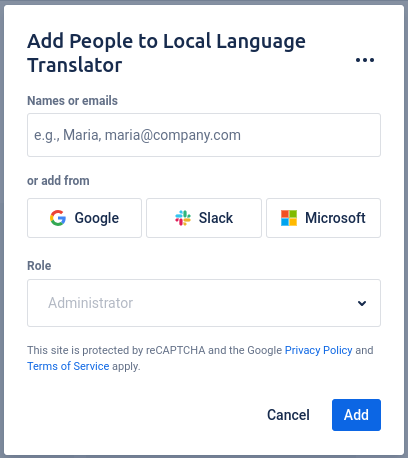 Add People to Local Language
Translator
Names or emails
e.g., Maria, maria@company.com
or add from
Google
Slack
Microsoft
Role
Administrator
This site is protected by reCAPTCHA and the Google Privacy Policy and
Terms of Service apply.
Cancel
Add